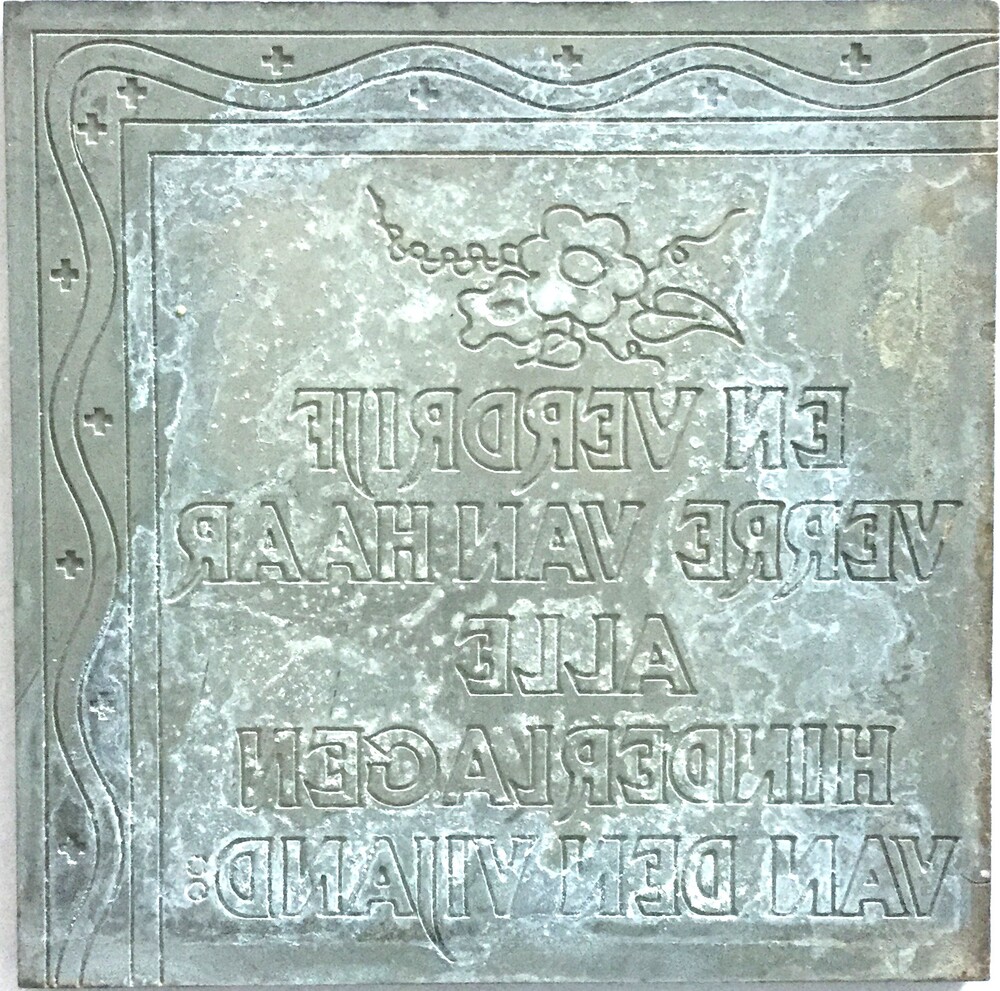 EN VERDRIJF
VERRE VAN HAAR
ALLE
HINDERLAGEN
VAN DEN VIJAND: